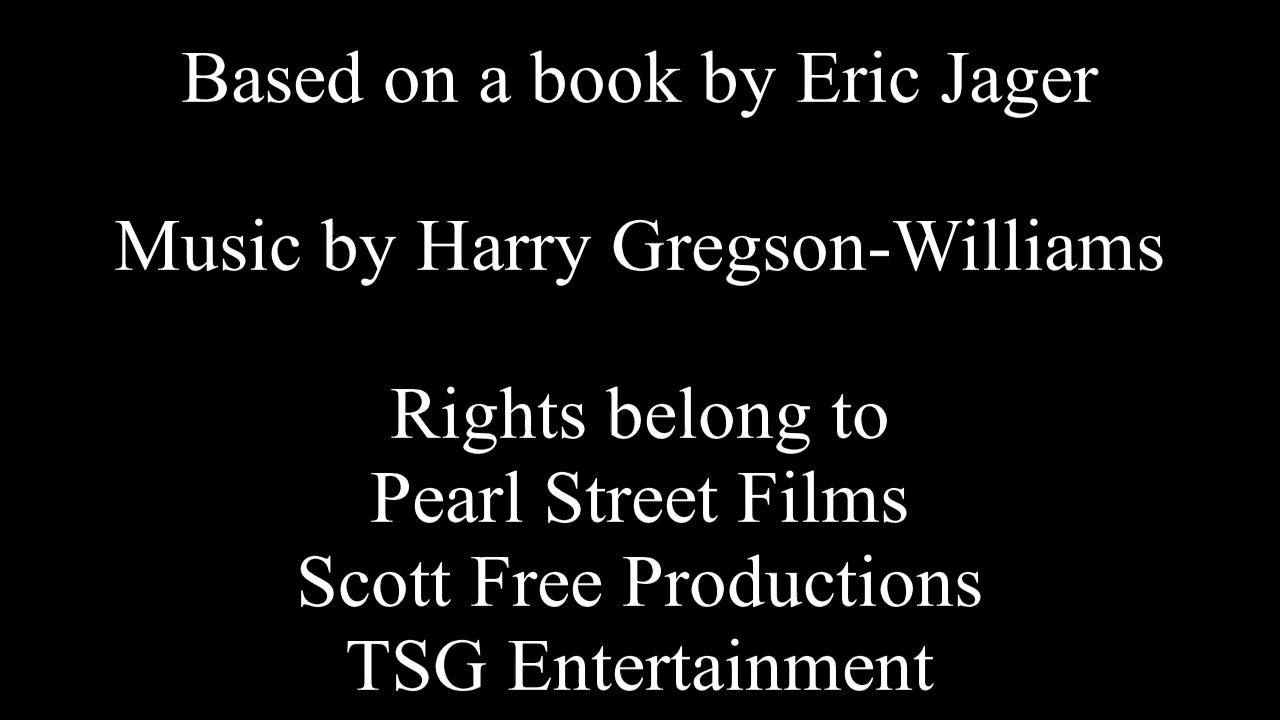 Based on a book by Eric Jager
Music by Harry Gregson-Williams
Rights belong to
Pearl Street Films
Scott Free Productions
TSG Entertainment